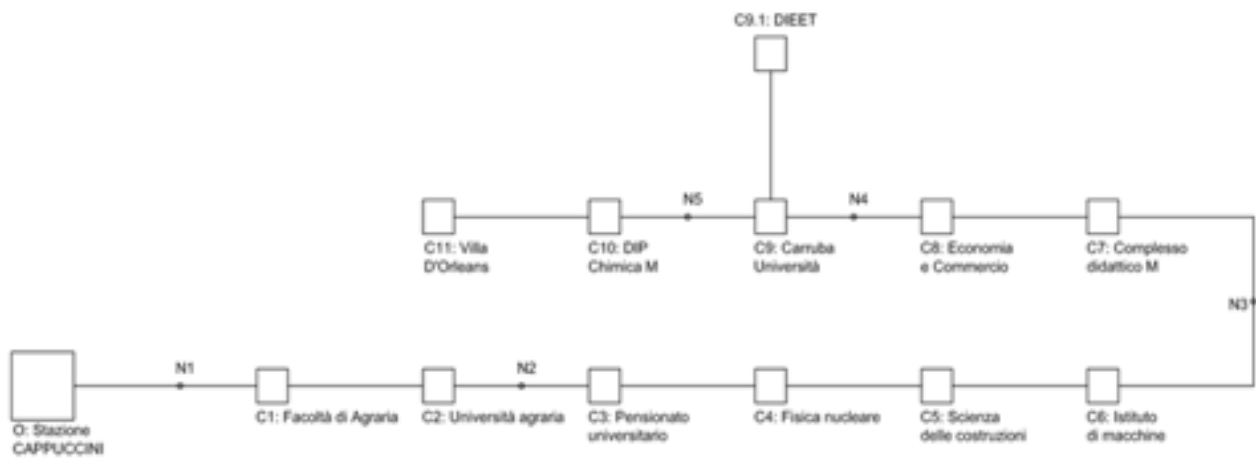 C9.1: DIEET
N5
N4
C11: Villa
D'Orleans
C10: DIP
Chimica M
C9: Carruba
Università
C8: Economia
e Commercio
C7: Complesso
didattico M
N3
N1
N2
O: Stazione
CAPPUCCINI
C1: Facoltà di Agraria
C2: Università agraria
C3: Pensionato
universitario
C4: Fisica nucleare
C5: Scienza
delle costruzioni
C6: Istituto
di macchine